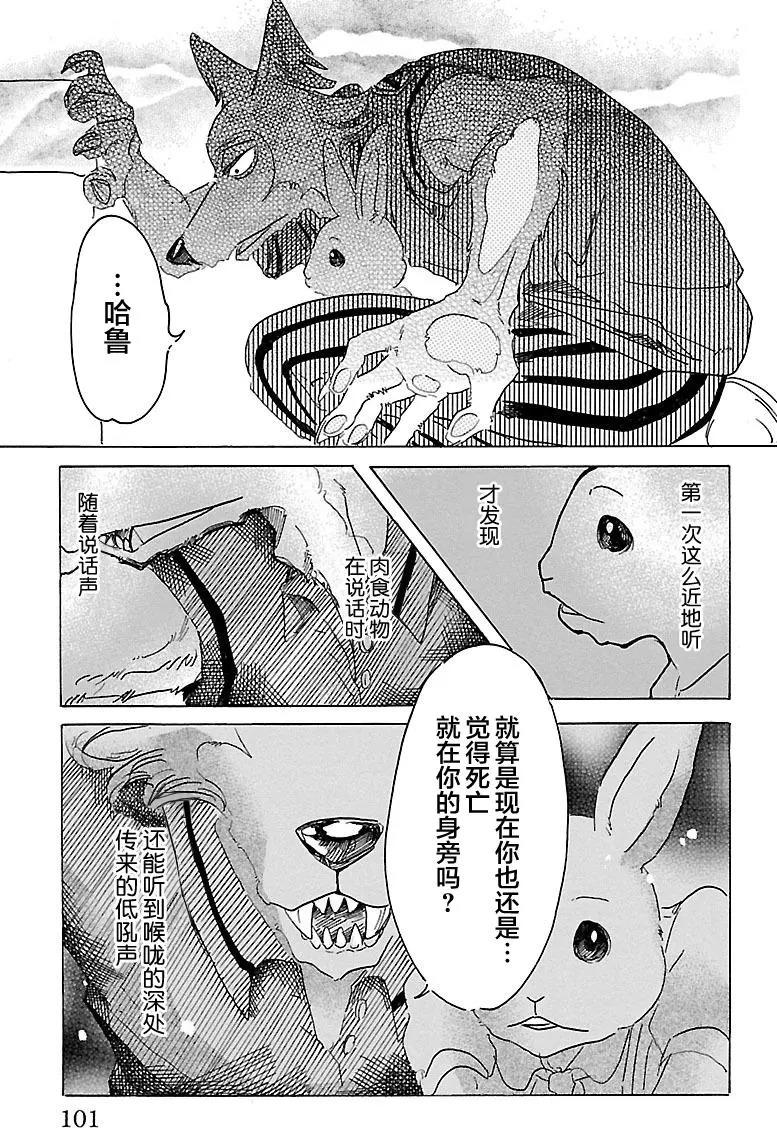 …哈鲁
第一次这么近地听
才发现
肉食动物
在说话时
随着说话声
就算是现在你也还是…
觉得死亡
就在你的身旁吗？
还能听到喉咙的深处
传来的低吼声
101